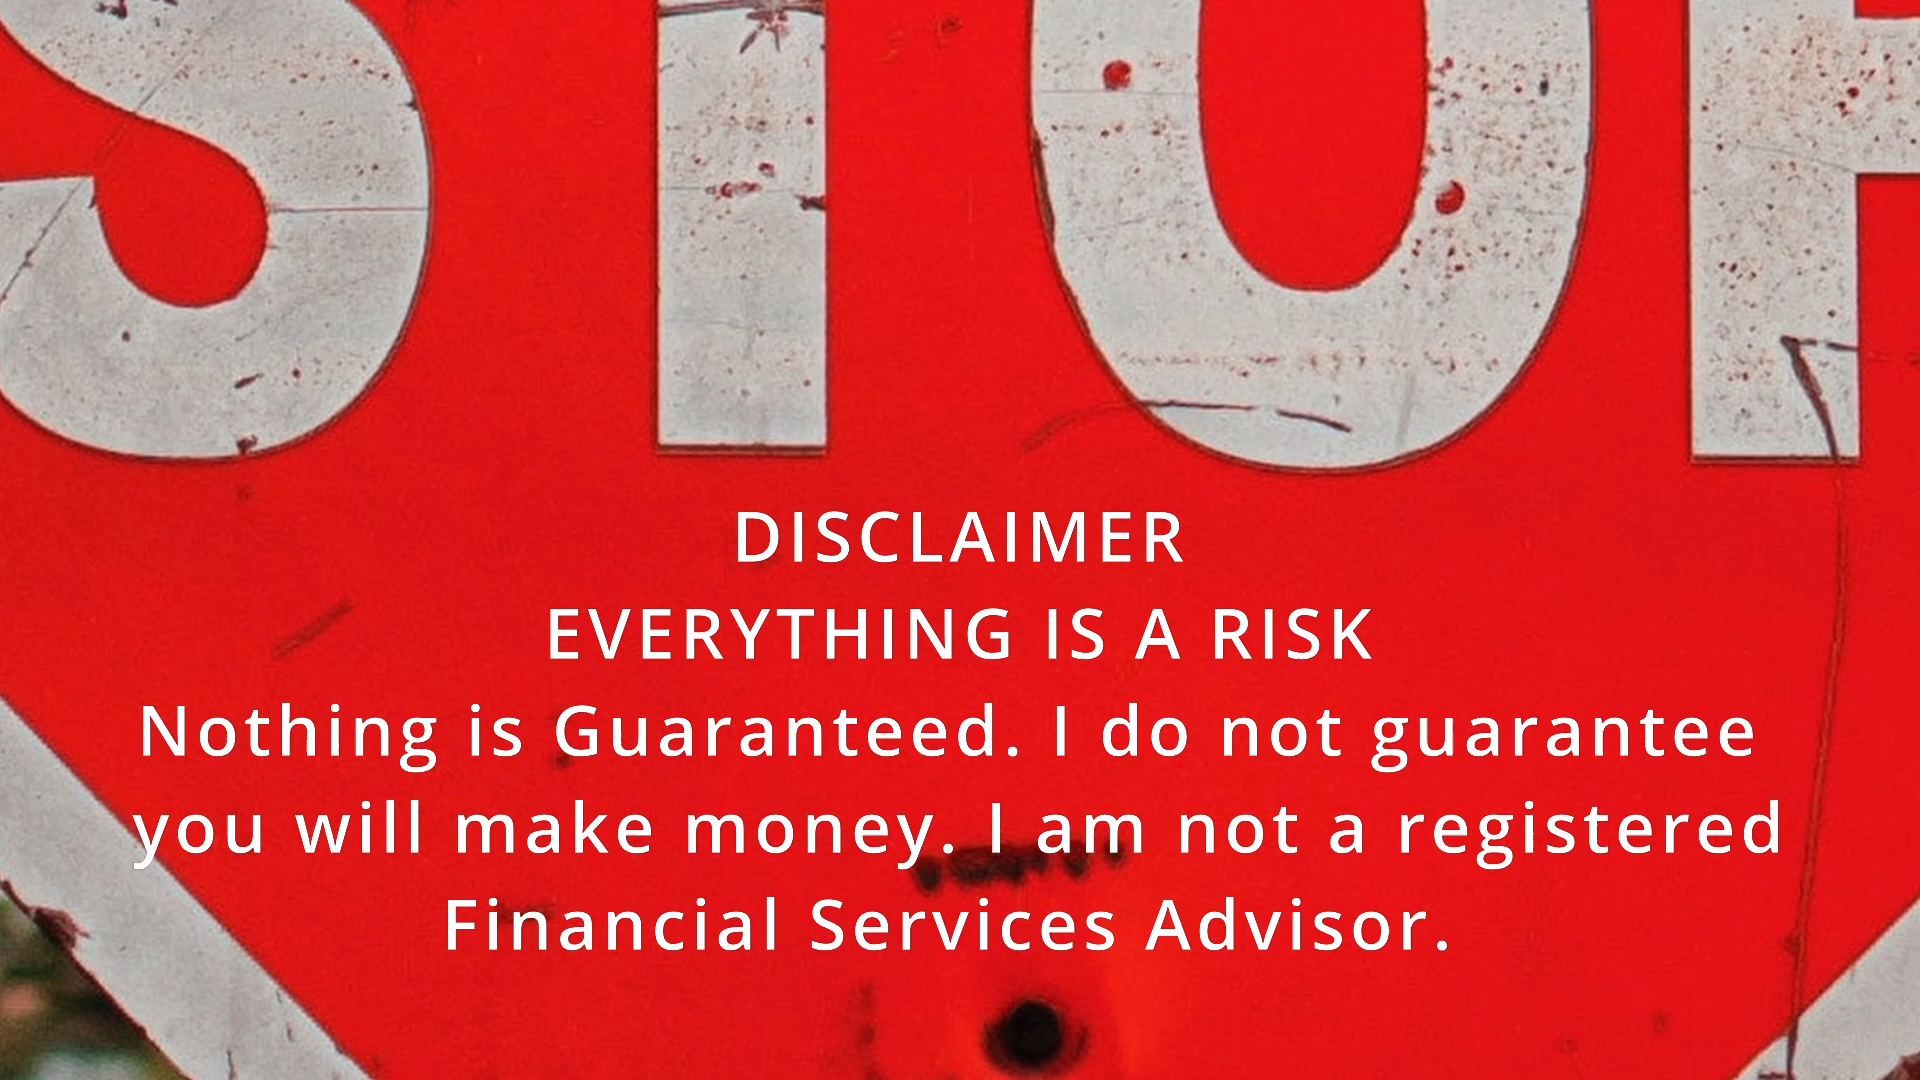 STOP
DISCLAIMER
EVERYTHING IS A RISK
Nothing is Guaranteed. I do not guarantee
you will make money. I am not a registered
Financial Services Advisor.